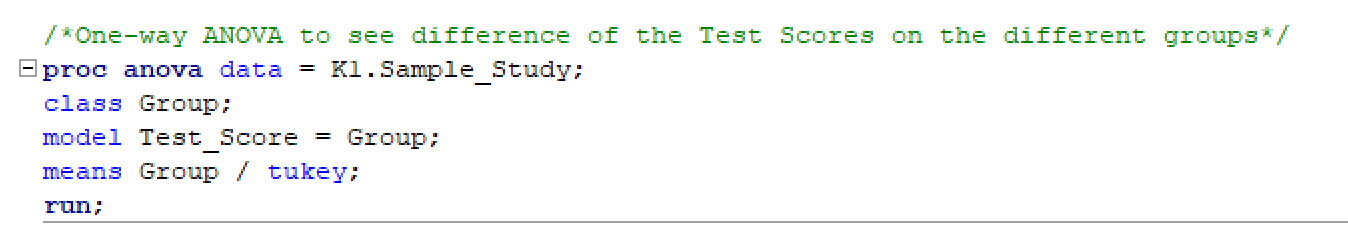 /*One-way ANOVA to see difference of the Test Scores on the different groups*/
proc anova data = K1.Sample_Study;
class Group;
model Test_Score = Group;
means Group / tukey;
run;